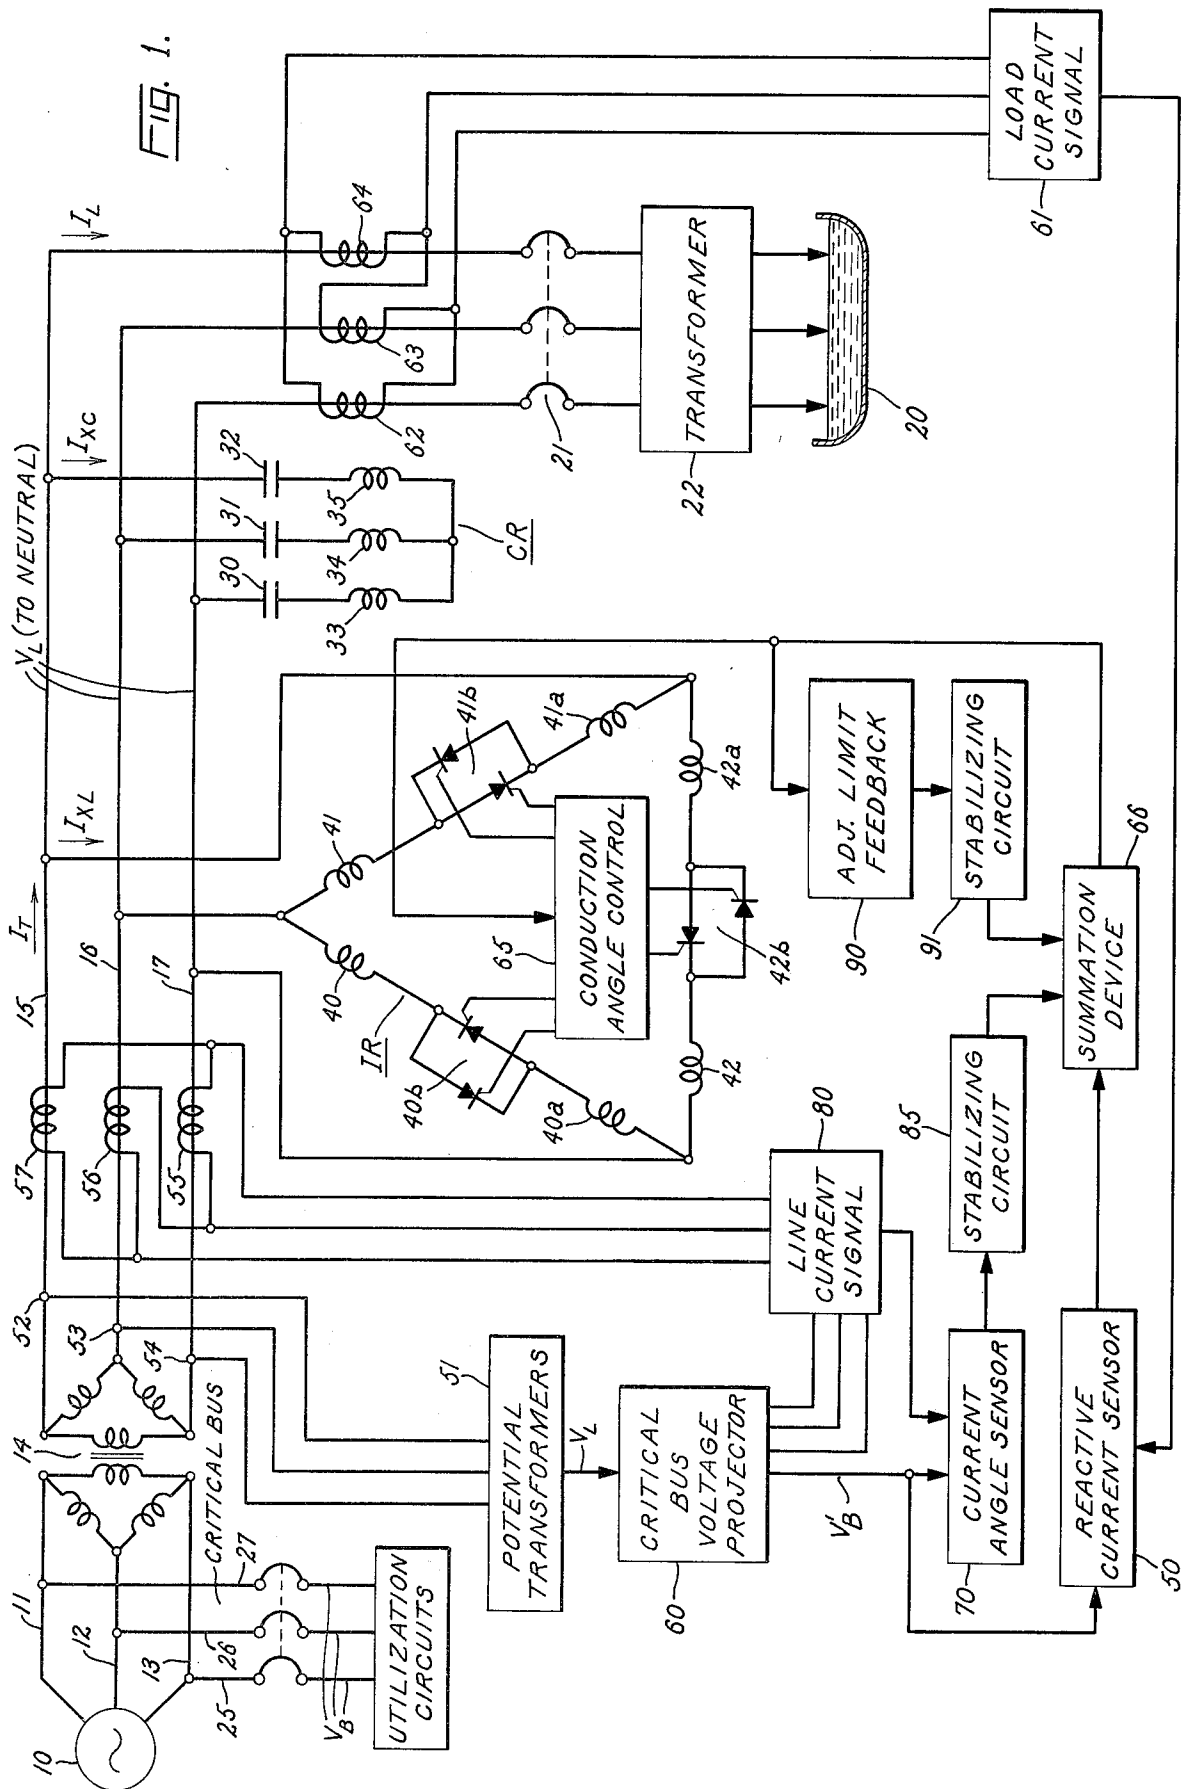 Fig. 1.
10
11
12
13
14
CRITICAL BUS
25
26
27
V_B
UTILIZATION
CIRCUITS
52
53
54
57
56
55
15
16
17
I_T
I_XL
V_L (TO NEUTRAL)
I_XC
I_L
30
31
32
33
34
35
CR
62
63
64
21
22
TRANSFORMER
20
61
LOAD
CURRENT
SIGNAL
40
41
IR
40b
40a
41b
41a
42
42a
42b
65
CONDUCTION
ANGLE CONTROL
51
POTENTIAL
TRANSFORMERS
V_L
60
CRITICAL
BUS
VOLTAGE
PROJECTOR
V'_B
80
LINE
CURRENT
SIGNAL
90
ADJ. LIMIT
FEEDBACK
91
STABILIZING
CIRCUIT
85
STABILIZING
CIRCUIT
66
SUMMATION
DEVICE
70
CURRENT
ANGLE SENSOR
50
REACTIVE
CURRENT SENSOR